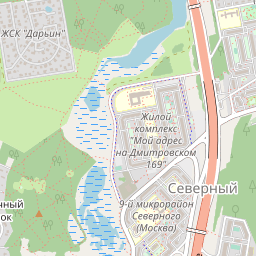 ЖСК "Дарьин"
Жилой
комплекс
"Мой адрес
на Дмитровском
169"
Северный
9-й микрорайон
Северного
(Москва)
ный
ок